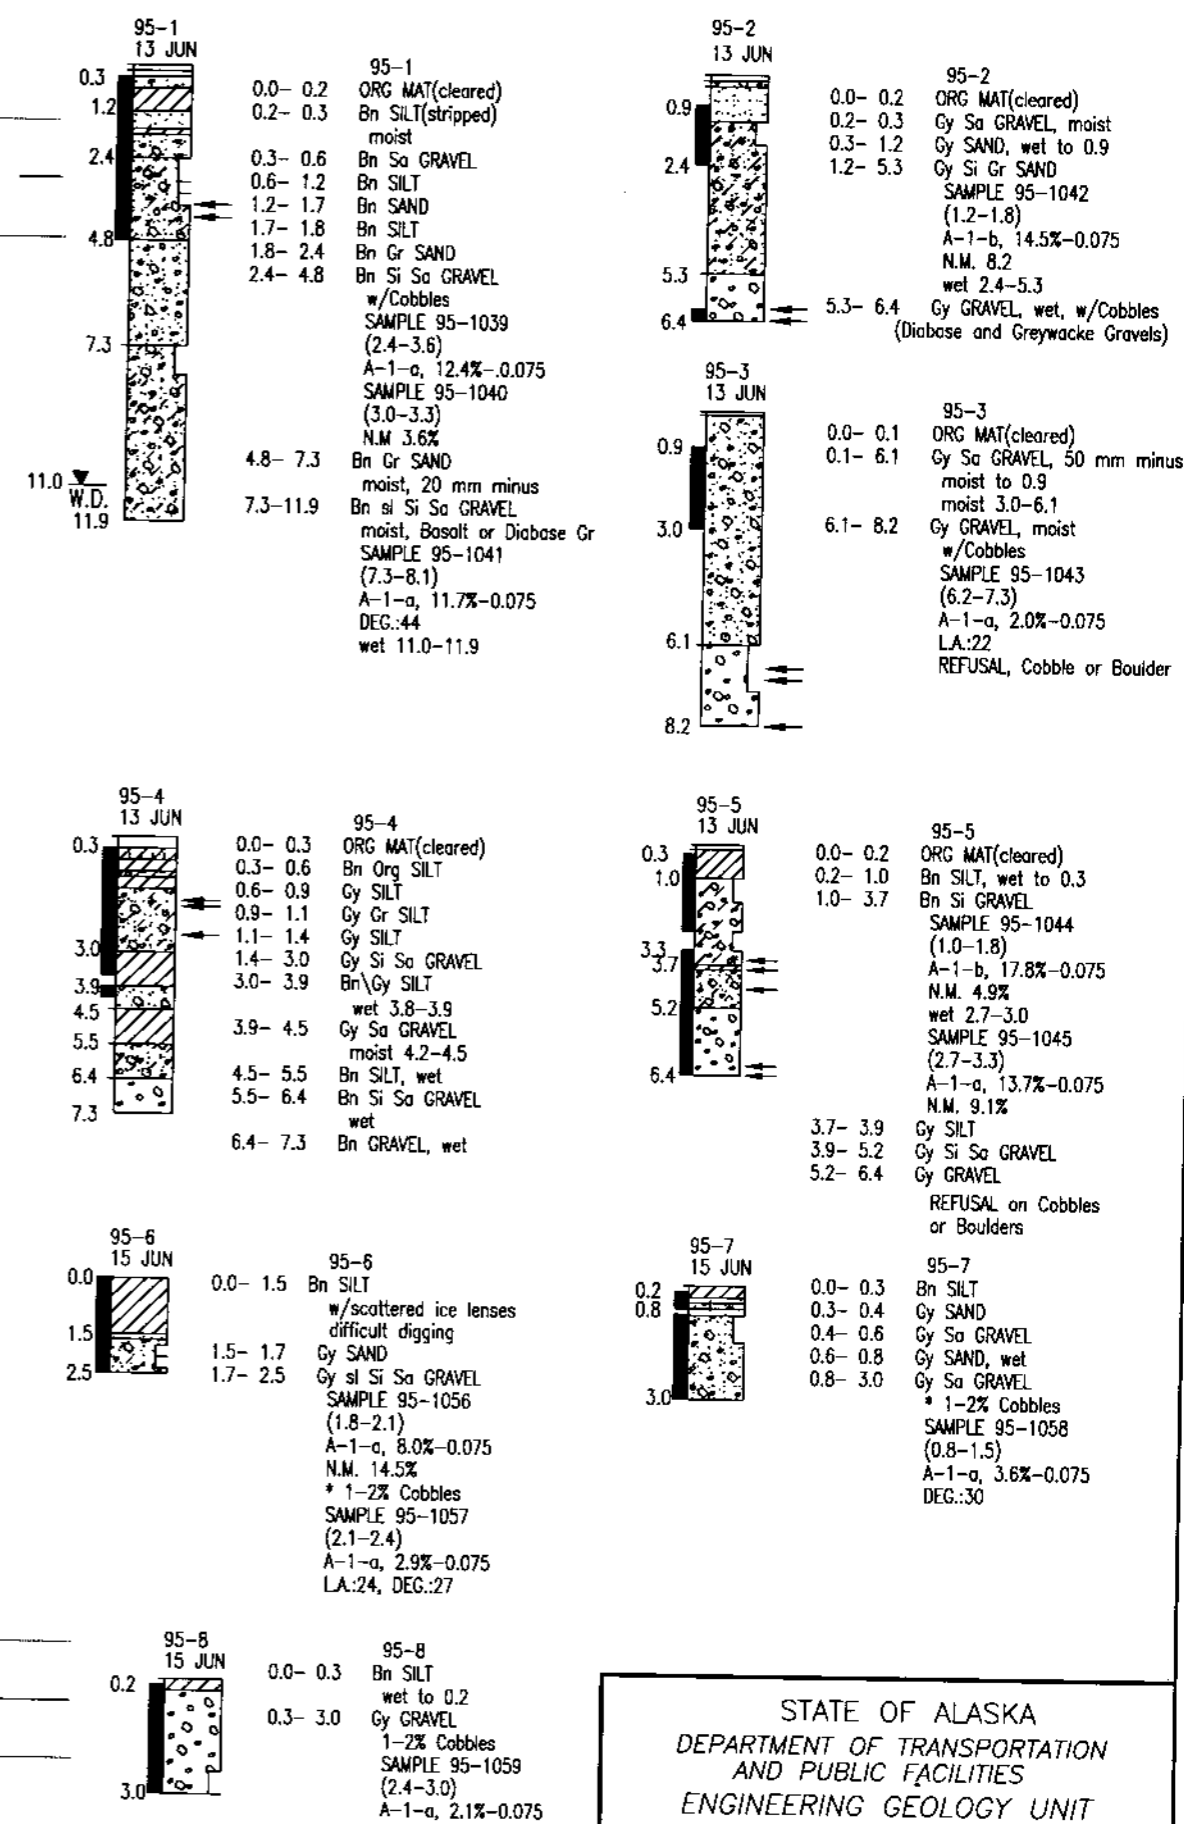 95-1
13 JUN
0.3
1.2
2.4
4.8
7.3
11.0
W.D.
11.9
95-1
0.0- 0.2 ORG MAT(cleared)
0.2- 0.3 Bn SILT(stripped)
moist
0.3- 0.6 Bn Sa GRAVEL
0.6- 1.2 Bn SILT
1.2- 1.7 Bn SAND
1.7- 1.8 Bn SILT
1.8- 2.4 Bn Gr SAND
2.4- 4.8 Bn Si Sa GRAVEL
w/Cobbles
SAMPLE 95-1039
(2.4-3.6)
A-1-a, 12.4%-.0.075
SAMPLE 95-1040
(3.0-3.3)
N.M 3.6%
4.8- 7.3 Bn Gr SAND
moist, 20 mm minus
7.3-11.9 Bn sl Si Sa GRAVEL
moist, Basalt or Diabase Gr
SAMPLE 95-1041
(7.3-8.1)
A-1-a, 11.7%-0.075
DEG.:44
wet 11.0-11.9
95-2
13 JUN
0.9
2.4
5.3
6.4
95-2
0.0- 0.2 ORG MAT(cleared)
0.2- 0.3 Gy Sa GRAVEL, moist
0.3- 1.2 Gy SAND, wet to 0.9
1.2- 5.3 Gy Si Gr SAND
SAMPLE 95-1042
(1.2-1.8)
A-1-b, 14.5%-0.075
N.M. 8.2
wet 2.4-5.3
5.3- 6.4 Gy GRAVEL, wet, w/Cobbles
(Diabase and Greywacke Gravels)
95-3
13 JUN
0.9
3.0
6.1
8.2
95-3
0.0- 0.1 ORG MAT(cleared)
0.1- 6.1 Gy Sa GRAVEL, 50 mm minus
moist to 0.9
moist 3.0-6.1
6.1- 8.2 Gy GRAVEL, moist
w/Cobbles
SAMPLE 95-1043
(6.2-7.3)
A-1-a, 2.0%-0.075
L.A.:22
REFUSAL, Cobble or Boulder
95-4
13 JUN
0.3
3.0
3.9
4.5
5.5
6.4
7.3
95-4
0.0- 0.3 ORG MAT(cleared)
0.3- 0.6 Bn Org SILT
0.6- 0.9 Gy SILT
0.9- 1.1 Gy Gr SILT
1.1- 1.4 Gy SILT
1.4- 3.0 Gy Si Sa GRAVEL
3.0- 3.9 Bn\Gy SILT
wet 3.8-3.9
3.9- 4.5 Gy Sa GRAVEL
moist 4.2-4.5
4.5- 5.5 Bn SILT, wet
5.5- 6.4 Bn Si Sa GRAVEL
wet
6.4- 7.3 Bn GRAVEL, wet
95-5
13 JUN
0.3
1.0
3.3
3.7
5.2
6.4
95-5
0.0- 0.2 ORG MAT(cleared)
0.2- 1.0 Bn SILT, wet to 0.3
1.0- 3.7 Bn Si GRAVEL
SAMPLE 95-1044
(1.0-1.8)
A-1-b, 17.8%-0.075
N.M. 4.9%
wet 2.7-3.0
SAMPLE 95-1045
(2.7-3.3)
A-1-a, 13.7%-0.075
N.M. 9.1%
3.7- 3.9 Gy SILT
3.9- 5.2 Gy Si Sa GRAVEL
5.2- 6.4 Gy GRAVEL
REFUSAL on Cobbles
or Boulders
95-6
15 JUN
0.0
1.5
2.5
95-6
0.0- 1.5 Bn SILT
w/scattered ice lenses
difficult digging
1.5- 1.7 Gy SAND
1.7- 2.5 Gy sl Si Sa GRAVEL
SAMPLE 95-1056
(1.8-2.1)
A-1-a, 8.0%-0.075
N.M. 14.5%
* 1-2% Cobbles
SAMPLE 95-1057
(2.1-2.4)
A-1-a, 2.9%-0.075
L.A.:24, DEG.:27
95-7
15 JUN
0.2
0.8
3.0
95-7
0.0- 0.3 Bn SILT
0.3- 0.4 Gy SAND
0.4- 0.6 Gy Sa GRAVEL
0.6- 0.8 Gy SAND, wet
0.8- 3.0 Gy Sa GRAVEL
* 1-2% Cobbles
SAMPLE 95-1058
(0.8-1.5)
A-1-a, 3.6%-0.075
DEG.:30
95-8
15 JUN
0.2
3.0
95-8
0.0- 0.3 Bn SILT
wet to 0.2
0.3- 3.0 Gy GRAVEL
1-2% Cobbles
SAMPLE 95-1059
(2.4-3.0)
A-1-a, 2.1%-0.075
STATE OF ALASKA
DEPARTMENT OF TRANSPORTATION
AND PUBLIC FACILITIES
ENGINEERING GEOLOGY UNIT